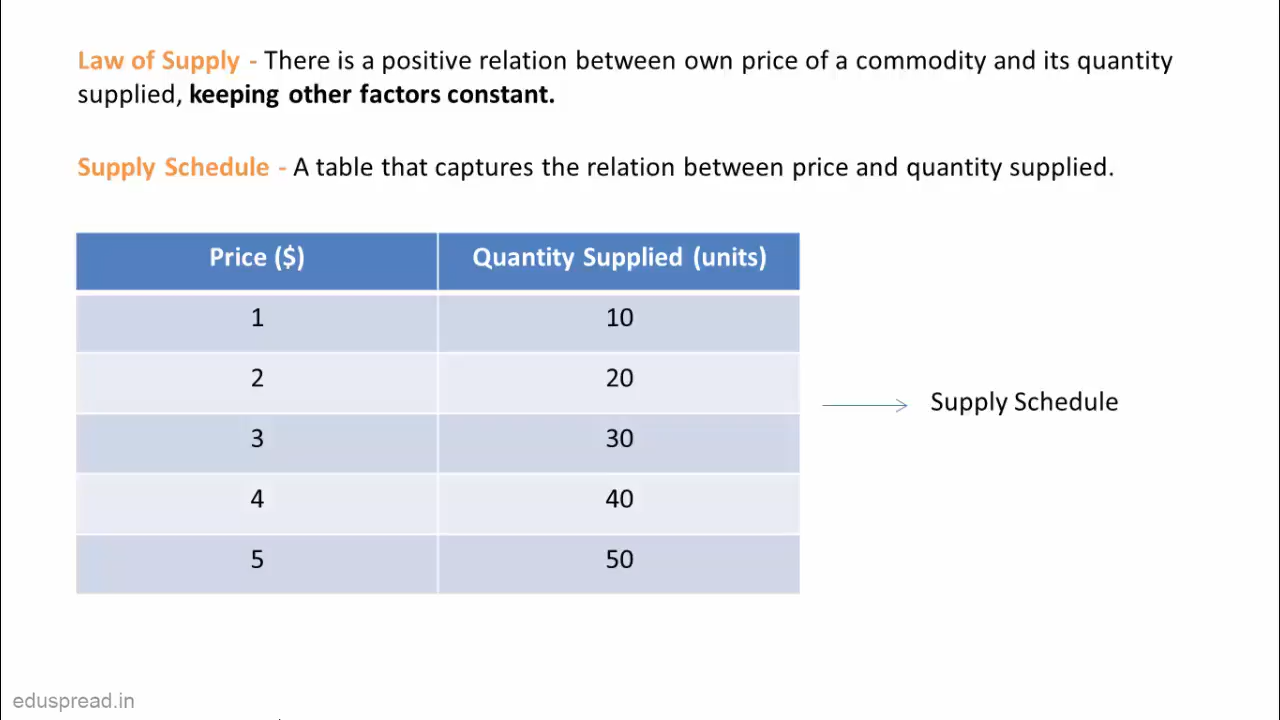 Law of Supply - There is a positive relation between own price of a commodity and its quantity
supplied, keeping other factors constant.
Supply Schedule - A table that captures the relation between price and quantity supplied.
Price ($) Quantity Supplied (units)
1 10
2 20
3 30
4 40
5 50
Supply Schedule
eduspread.in